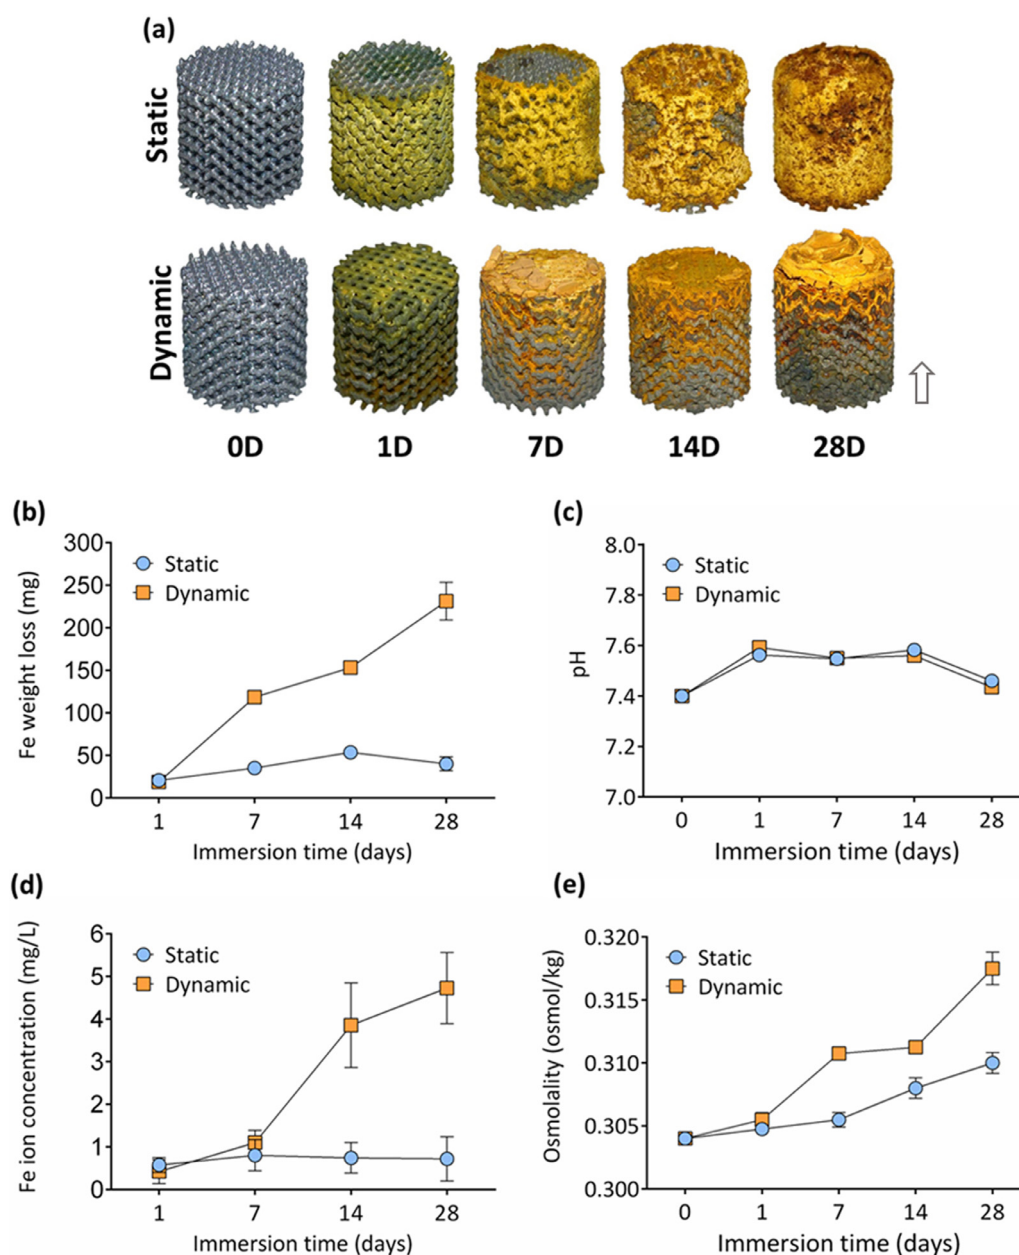 (a)
Static
Dynamic
0D 1D 7D 14D 28D
(b)
Fe weight loss (mg)
300
250
200
150
100
50
0
Static
Dynamic
1 7 14 28
Immersion time (days)
(c)
pH
8.0
7.8
7.6
7.4
7.2
7.0
Static
Dynamic
0 1 7 14 28
Immersion time (days)
(d)
Fe ion concentration (mg/L)
6
5
4
3
2
1
0
Static
Dynamic
1 7 14 28
Immersion time (days)
(e)
Osmolality (osmol/kg)
0.320
0.315
0.310
0.305
0.300
Static
Dynamic
0 1 7 14 28
Immersion time (days)